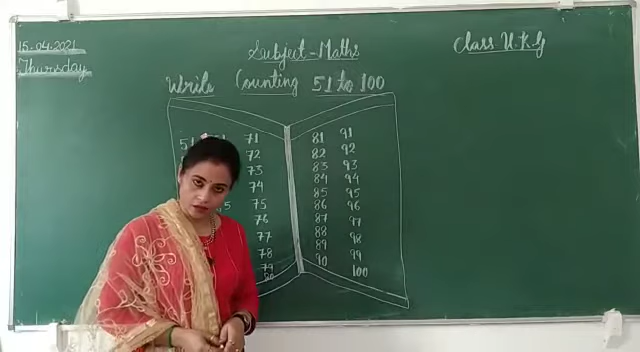 15.04.2021
Thursday
Subject-Maths
Class U.K.G
Write Counting 51 to 100
51 71 81 91
72 82 92
73 83 93
74 84 94
75 85 95
76 86 96
77 87 97
78 88 98
79 89 99
80 90 100